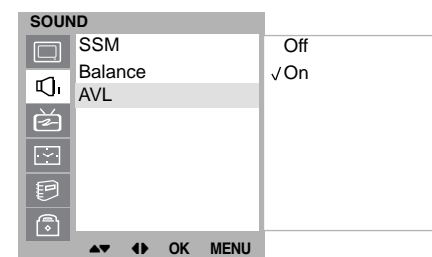 SOUND
SSM
Balance
AVL
Off
√ On
▲▼ ◀▶ OK MENU